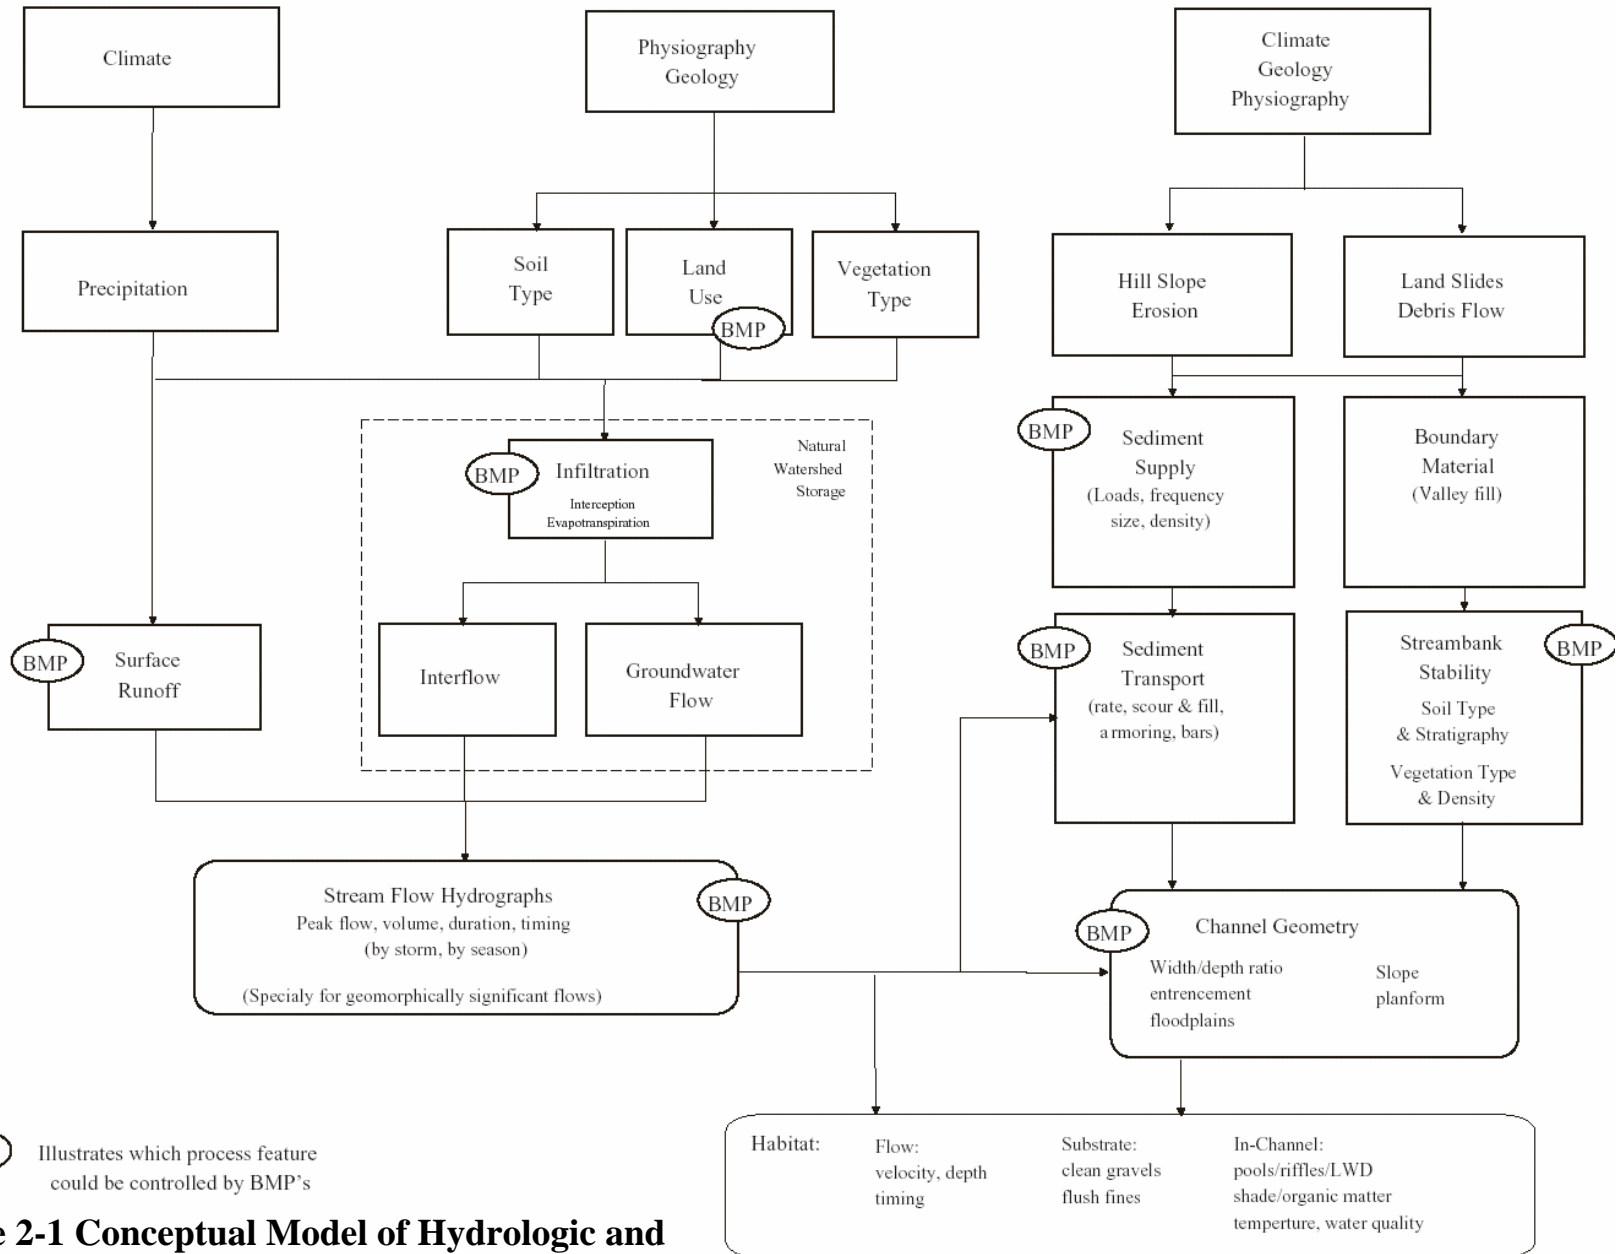 Climate
Physiography
Geology
Climate
Geology
Physiography
Precipitation
Soil
Type
Land
Use
BMP
Vegetation
Type
Hill Slope
Erosion
Land Slides
Debris Flow
BMP
Infiltration
Interception
Evapotranspiration
Natural
Watershed
Storage
BMP
Sediment
Supply
(Loads, frequency
size, density)
Boundary
Material
(Valley fill)
BMP
Surface
Runoff
Interflow
Groundwater
Flow
BMP
Sediment
Transport
(rate, scour & fill,
a rmoring, bars)
Streambank
Stability
Soil Type
& Stratigraphy
Vegetation Type
& Density
BMP
Stream Flow Hydrographs
Peak flow, volume, duration, timing
(by storm, by season)
(Specialy for geomorphically significant flows)
BMP
BMP
Channel Geometry
Width/depth ratio
entrencement
floodplains
Slope
planform
Habitat:
Flow:
velocity, depth
timing
Substrate:
clean gravels
flush fines
In-Channel:
pools/riffles/LWD
shade/organic matter
temperture, water quality
Illustrates which process feature
could be controlled by BMP's
e 2-1 Conceptual Model of Hydrologic and